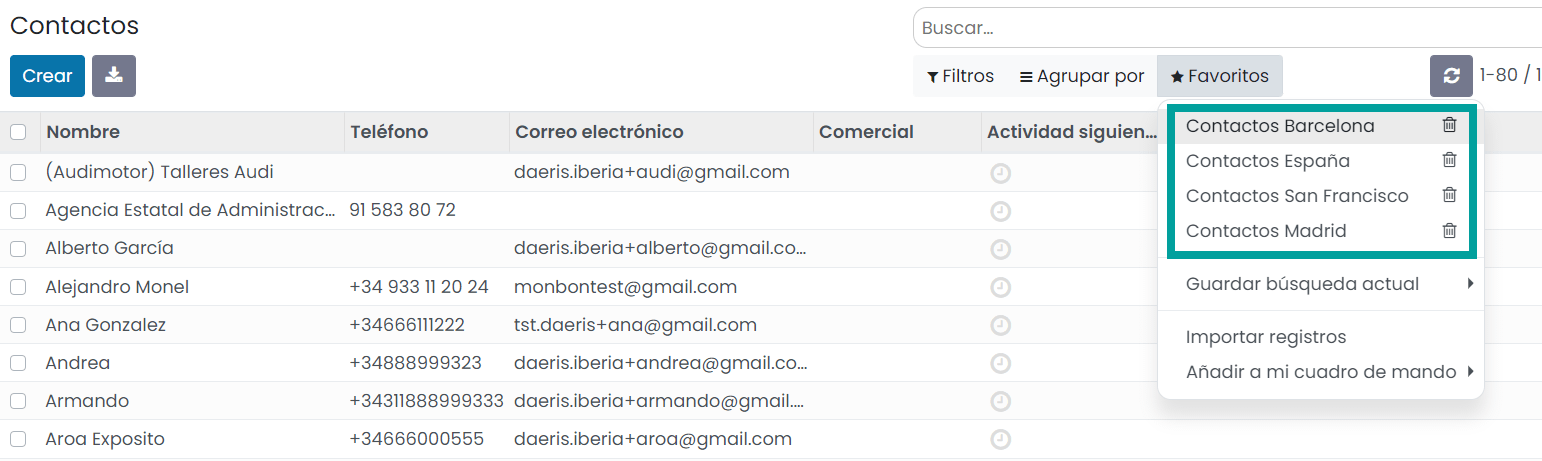 Contactos
Buscar...
Crear
Filtros Agrupar por Favoritos 1-80 / 1
Nombre Teléfono Correo electrónico Comercial Actividad siguien...
Contactos Barcelona
Contactos España
Contactos San Francisco
Contactos Madrid
Guardar búsqueda actual
Importar registros
Añadir a mi cuadro de mando
(Audimotor) Talleres Audi daeris.iberia+audi@gmail.com
Agencia Estatal de Administrac... 91 583 80 72
Alberto García daeris.iberia+alberto@gmail.co...
Alejandro Monel +34 933 11 20 24 monbontest@gmail.com
Ana Gonzalez +34666111222 tst.daeris+ana@gmail.com
Andrea +34888999323 daeris.iberia+andrea@gmail.co...
Armando +34311888999333 daeris.iberia+armando@gmail....
Aroa Exposito +34666000555 daeris.iberia+aroa@gmail.com